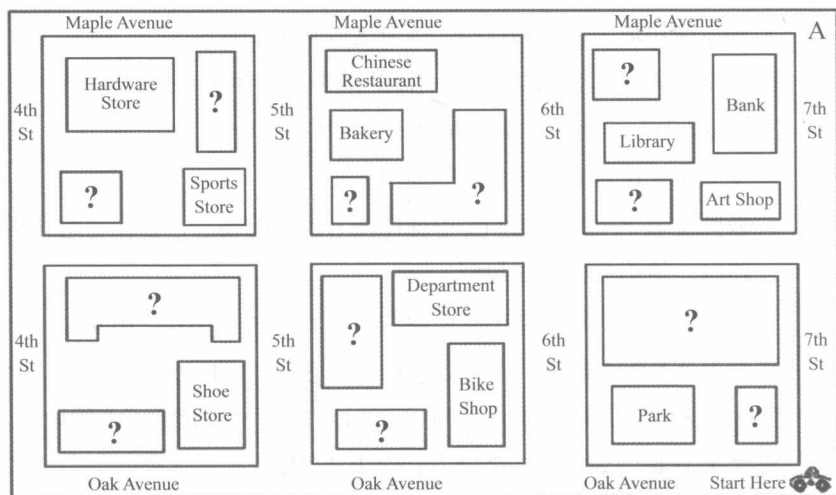 Maple Avenue
Maple Avenue
Maple Avenue
A
Hardware
Store
?
Chinese
Restaurant
?
Bank
4th
St
5th
St
6th
St
7th
St
Bakery
Library
?
Sports
Store
?
?
?
Art Shop
?
?
Department
Store
?
4th
St
5th
St
6th
St
7th
St
Shoe
Store
Bike
Shop
Park
?
?
?
Oak Avenue
Oak Avenue
Oak Avenue
Start Here